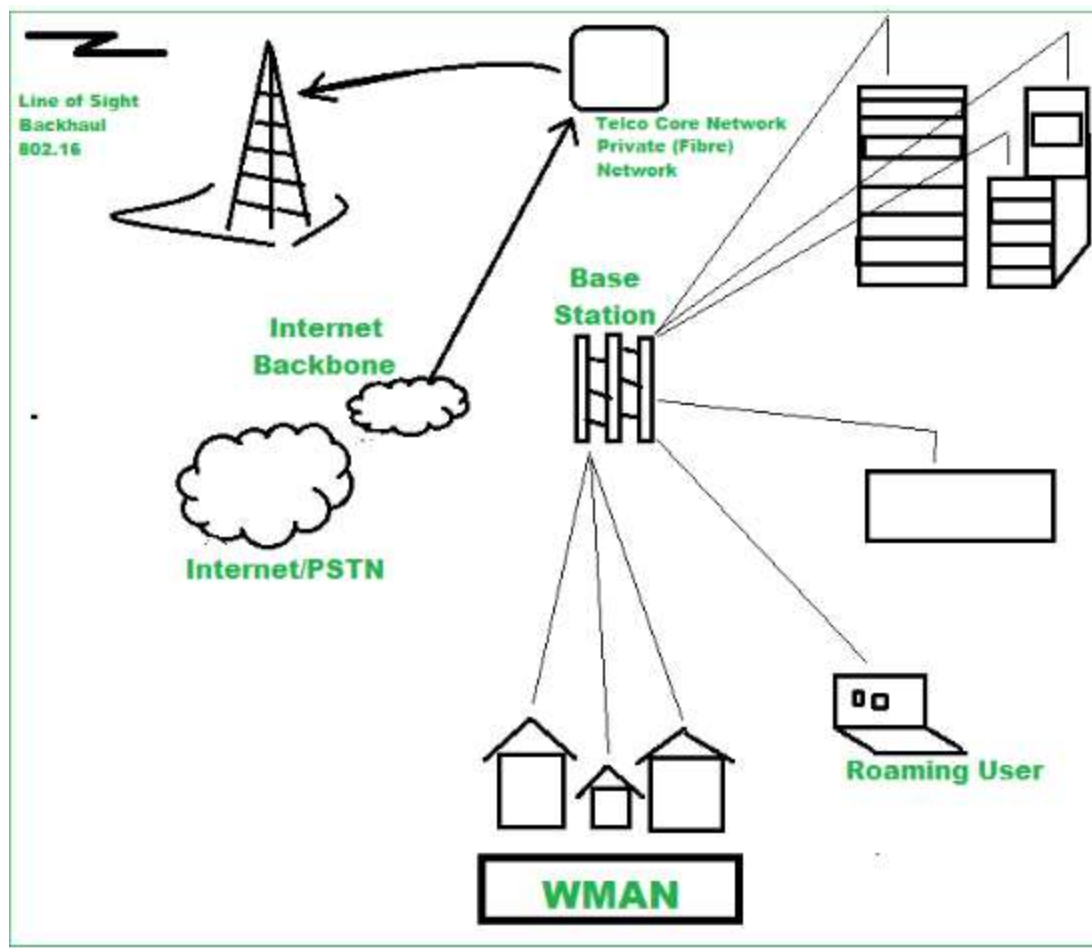 Line of Sight
Backhaul
802.16
Telco Core Network
Private (Fibre)
Network
Base
Station
Internet
Backbone
Internet/PSTN
Roaming User
WMAN